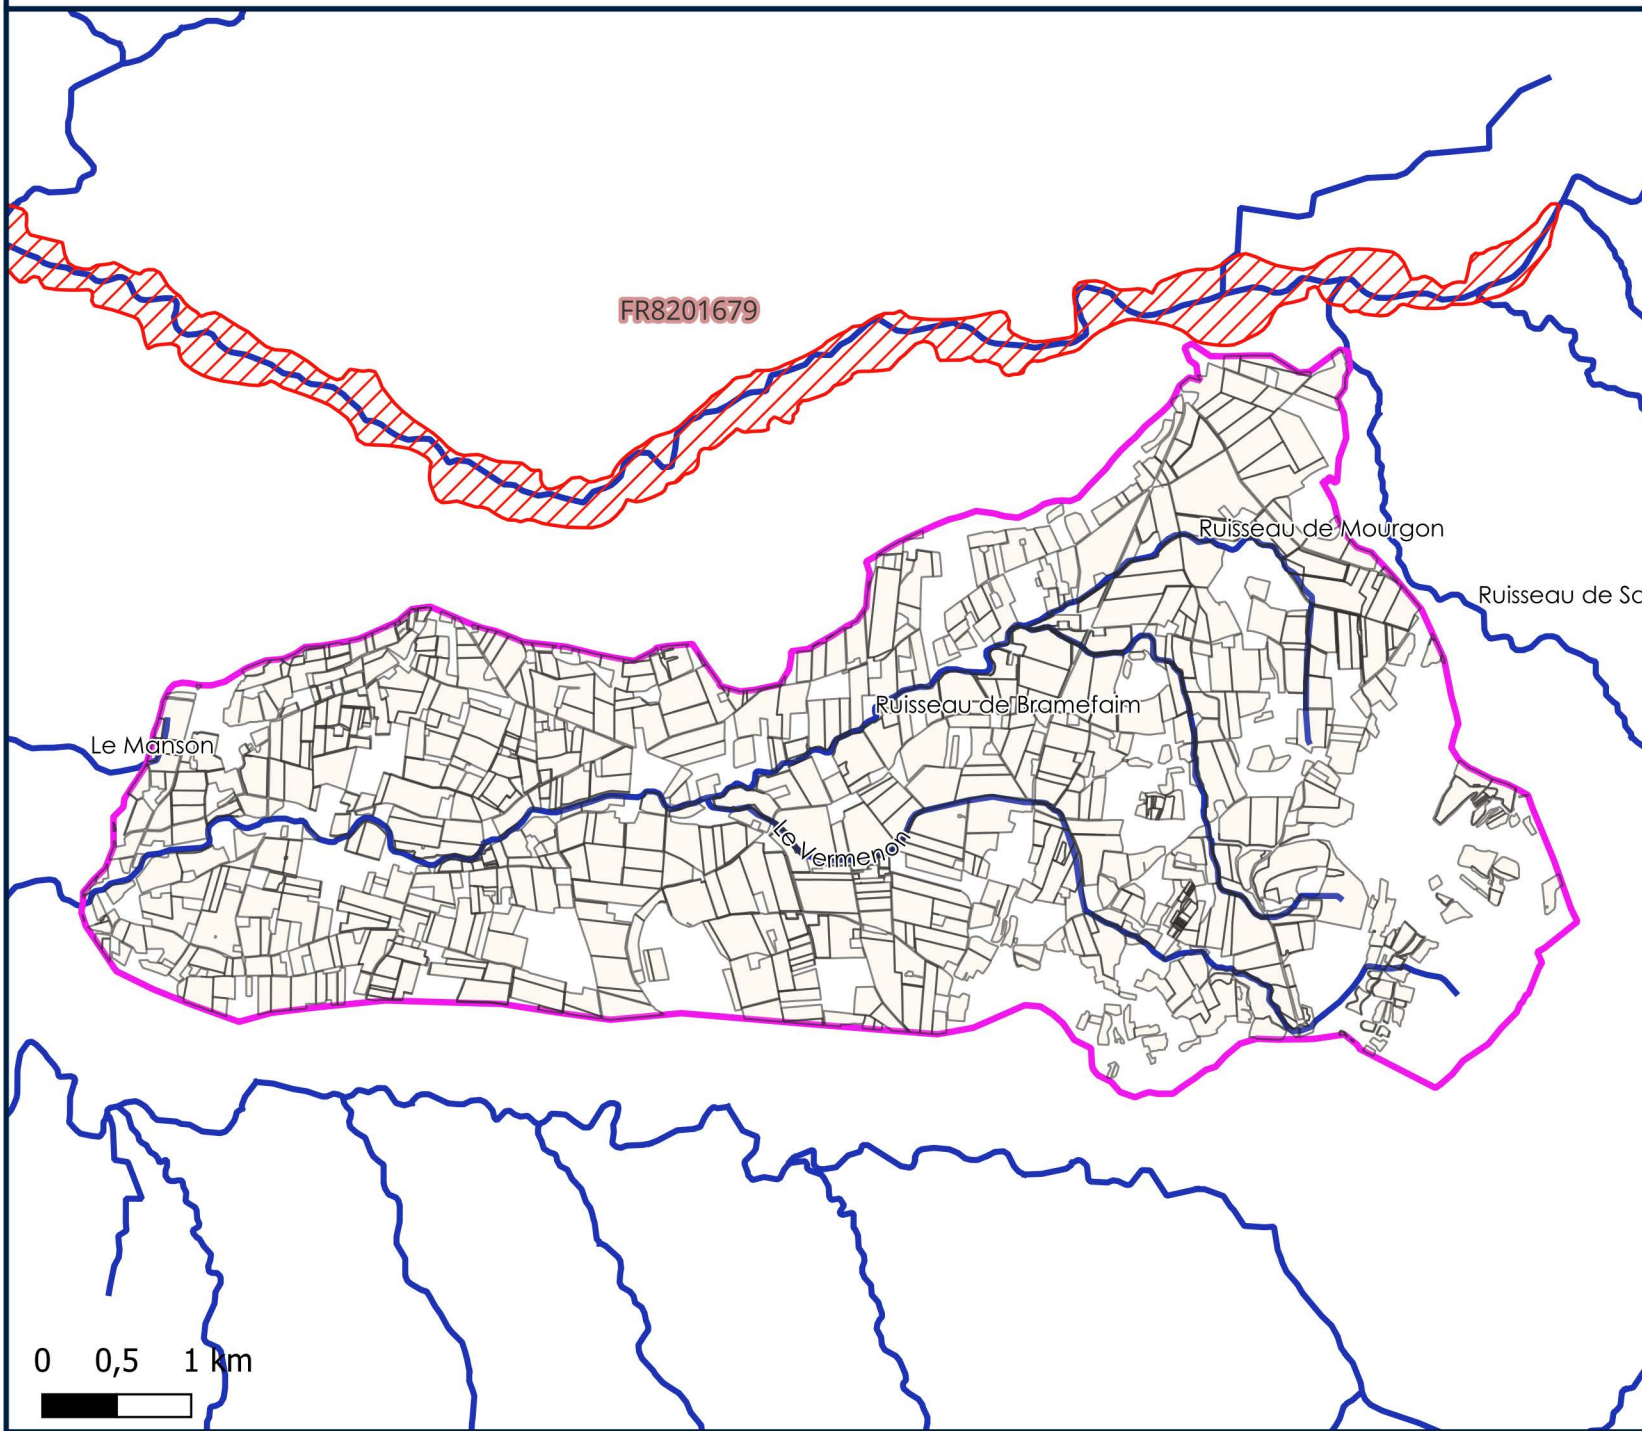 FR8201679
Ruisseau de Mourgon
Ruisseau de Sa
Ruisseau de Bramefaim
Le Manson
Le Vermenon
0 0,5 1 km